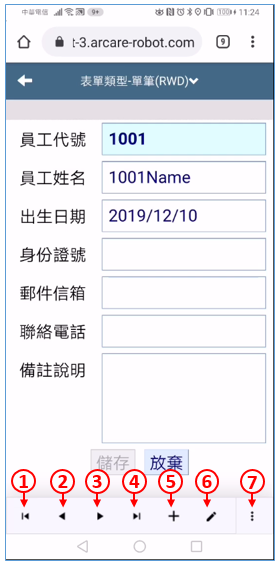 中華電信 11:24
t-3.arcare-robot.com 9
表單類型-單筆(RWD)
員工代號 1001
員工姓名 1001Name
出生日期 2019/12/10
身份證號
郵件信箱
聯絡電話
備註說明
儲存 放棄
1 2 3 4 5 6 7